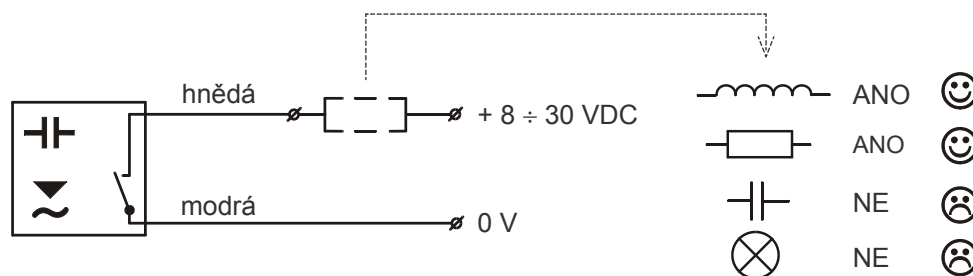 hnědá
+ 8 ÷ 30 VDC
modrá
0 V
ANO
ANO
NE
NE